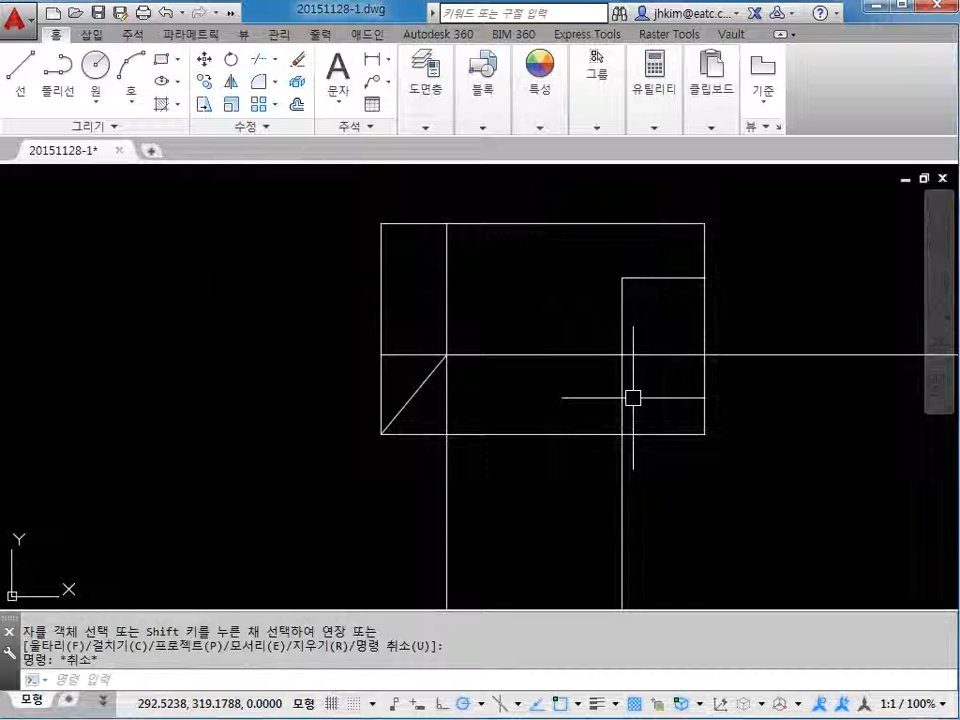 20151128-1.dwg
키워드 또는 구절 입력
jhkim@eatc.c...
홈 삽입 주석 파라메트릭 뷰 관리 출력 애드인 Autodesk 360 BIM 360 Express Tools Raster Tools Vault
선 폴리선 원 호 문자 도면층 블록 특성 그룹 유틸리티 클립보드 기준
그리기 수정 주석 뷰
20151128-1*
Y
X
자를 객체 선택 또는 Shift 키를 누른 채 선택하여 연장 또는
[울타리(F)/걸치기(C)/프로젝트(P)/모서리(E)/지우기(R)/명령 취소(U)]:
명령: *취소*
명령 입력
모형
292.5238, 319.1788, 0.0000 모형 1:1 / 100%